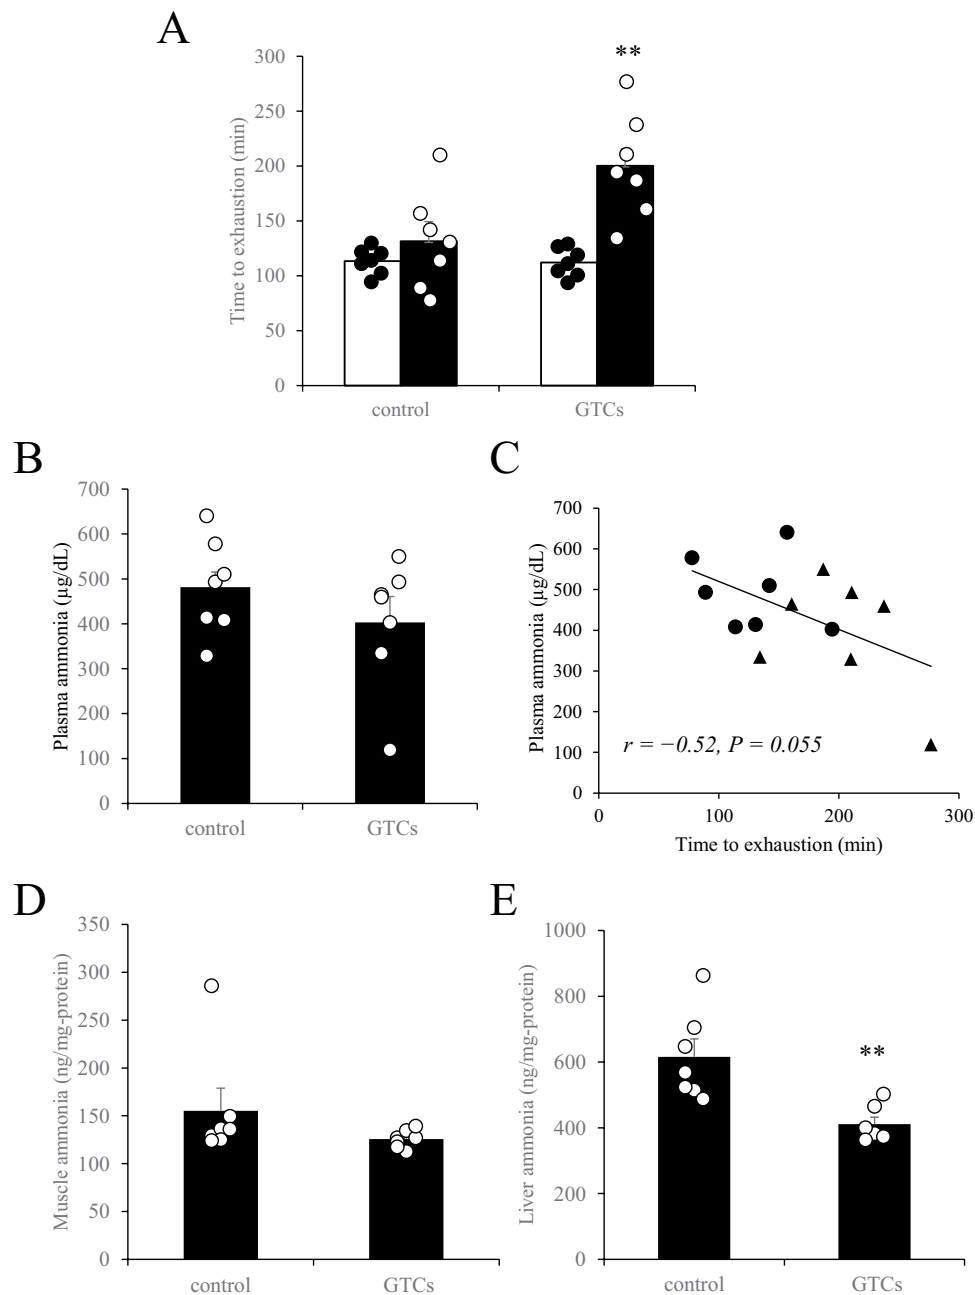 A
300
250
200
150
100
50
0
Time to exhaustion (min)
**
control
GTCs
B
700
600
500
400
300
200
100
0
Plasma ammonia (µg/dL)
control
GTCs
C
700
600
500
400
300
200
100
0
Plasma ammonia (µg/dL)
r = −0.52, P = 0.055
0
100
200
300
Time to exhaustion (min)
D
350
300
250
200
150
100
50
0
Muscle ammonia (ng/mg-protein)
control
GTCs
E
1000
800
600
400
200
0
Liver ammonia (ng/mg-protein)
**
control
GTCs